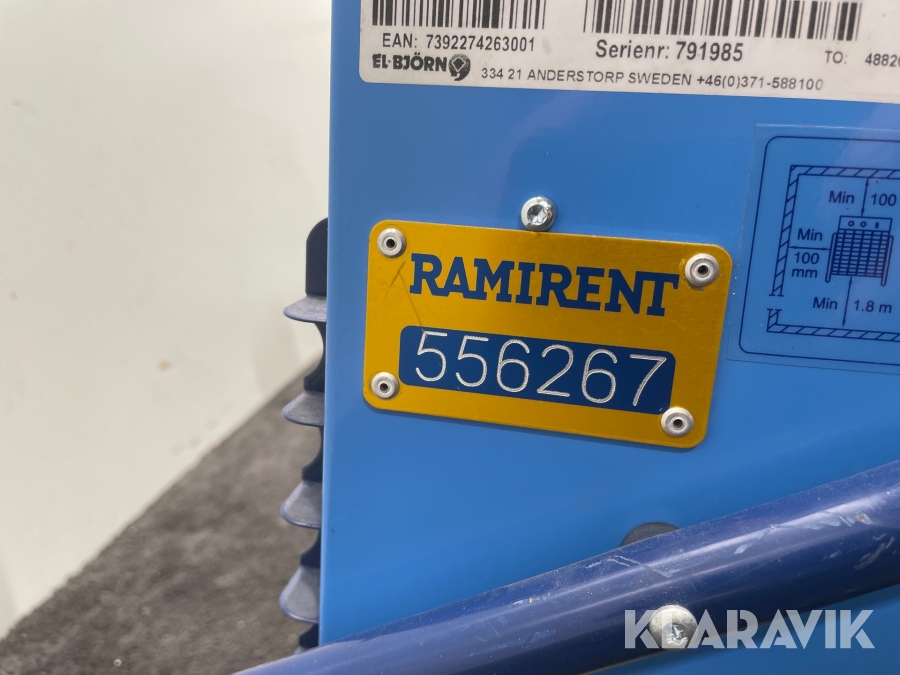 EAN: 7392274263001
Serienr: 791985
TO:
EL-BJÖRN
334 21 ANDERSTORP SWEDEN +46(0)371-588100
Min 100
Min
100
mm
Min 1.8 m
RAMIRENT
556267
KLARAVIK